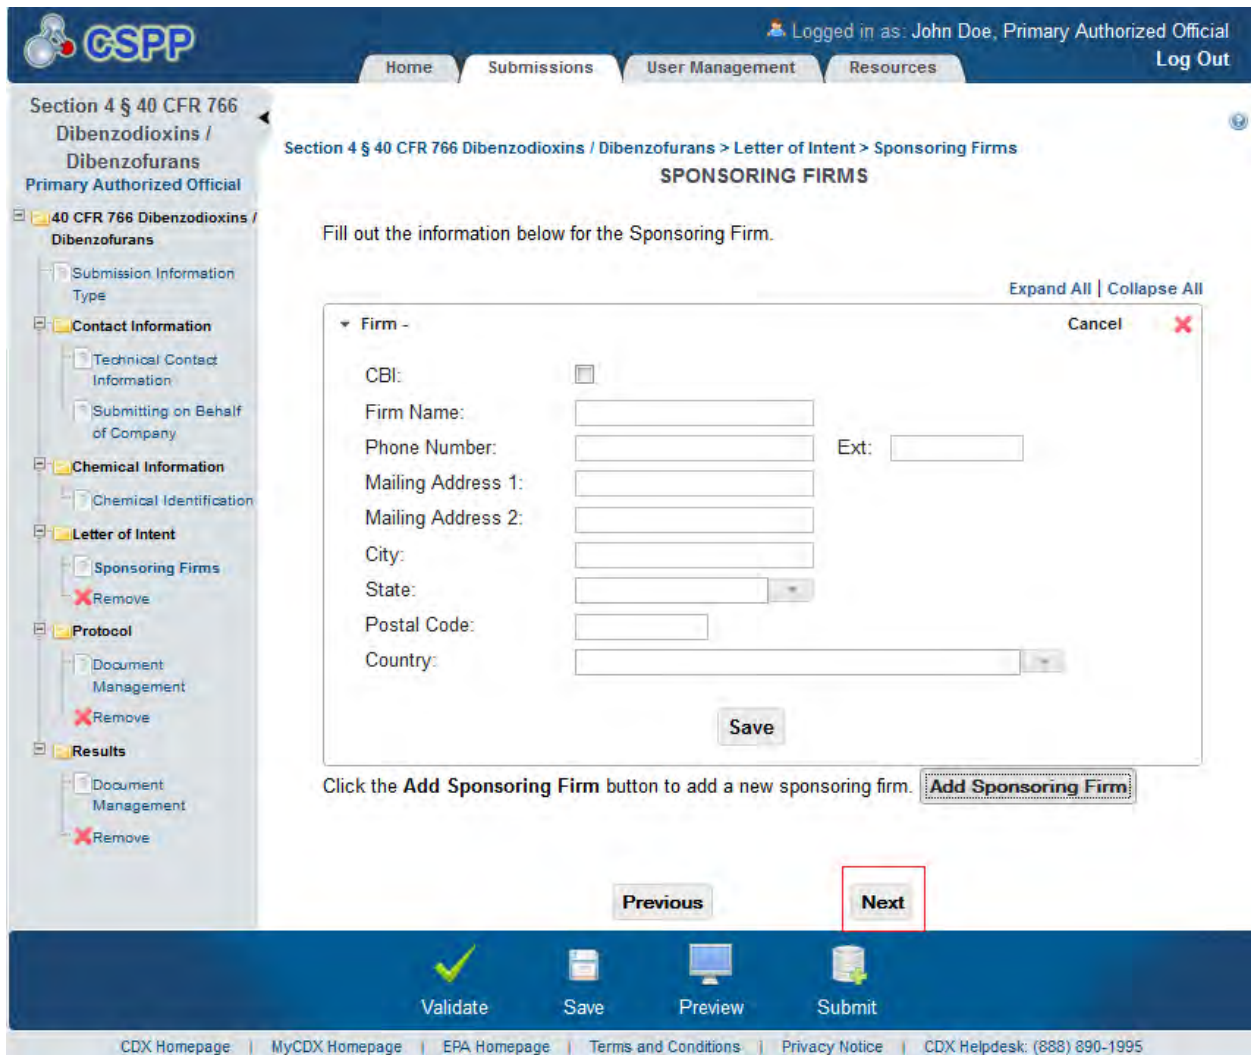 CSPP
Logged in as: John Doe, Primary Authorized Official
Log Out
Home
Submissions
User Management
Resources
Section 4 § 40 CFR 766
Dibenzodioxins /
Dibenzofurans
Primary Authorized Official
40 CFR 766 Dibenzodioxins /
Dibenzofurans
Submission Information
Type
Contact Information
Technical Contact
Information
Submitting on Behalf
of Company
Chemical Information
Chemical Identification
Letter of Intent
Sponsoring Firms
Remove
Protocol
Document
Management
Remove
Results
Document
Management
Remove
Section 4 § 40 CFR 766 Dibenzodioxins / Dibenzofurans > Letter of Intent > Sponsoring Firms
SPONSORING FIRMS
Fill out the information below for the Sponsoring Firm.
Expand All | Collapse All
Firm -
Cancel
CBI:
Firm Name:
Phone Number:
Ext:
Mailing Address 1:
Mailing Address 2:
City:
State:
Postal Code:
Country:
Save
Click the Add Sponsoring Firm button to add a new sponsoring firm. Add Sponsoring Firm
Previous
Next
Validate
Save
Preview
Submit
CDX Homepage | MyCDX Homepage | EPA Homepage | Terms and Conditions | Privacy Notice | CDX Helpdesk: (888) 890-1995